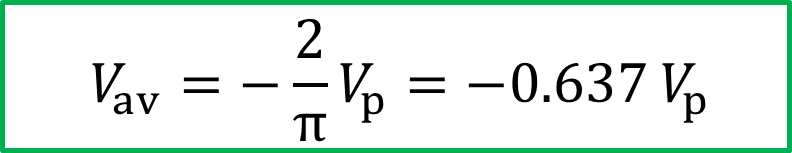 V_av = −2/π V_p = −0.637 V_p